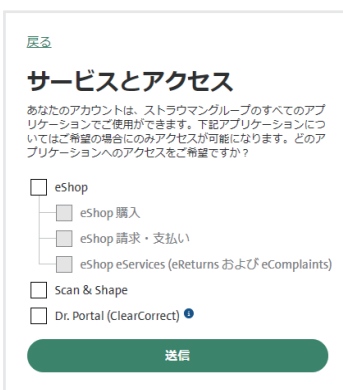 戻る
サービスとアクセス
あなたのアカウントは、ストラウマングループのすべてのアプ
リケーションでご使用ができます。下記アプリケーションにつ
いてはご希望の場合にのみアクセスが可能になります。どのア
プリケーションへのアクセスをご希望ですか？
eShop
eShop 購入
eShop 請求・支払い
eShop eServices (eReturns および eComplaints)
Scan & Shape
Dr. Portal (ClearCorrect) i
送信